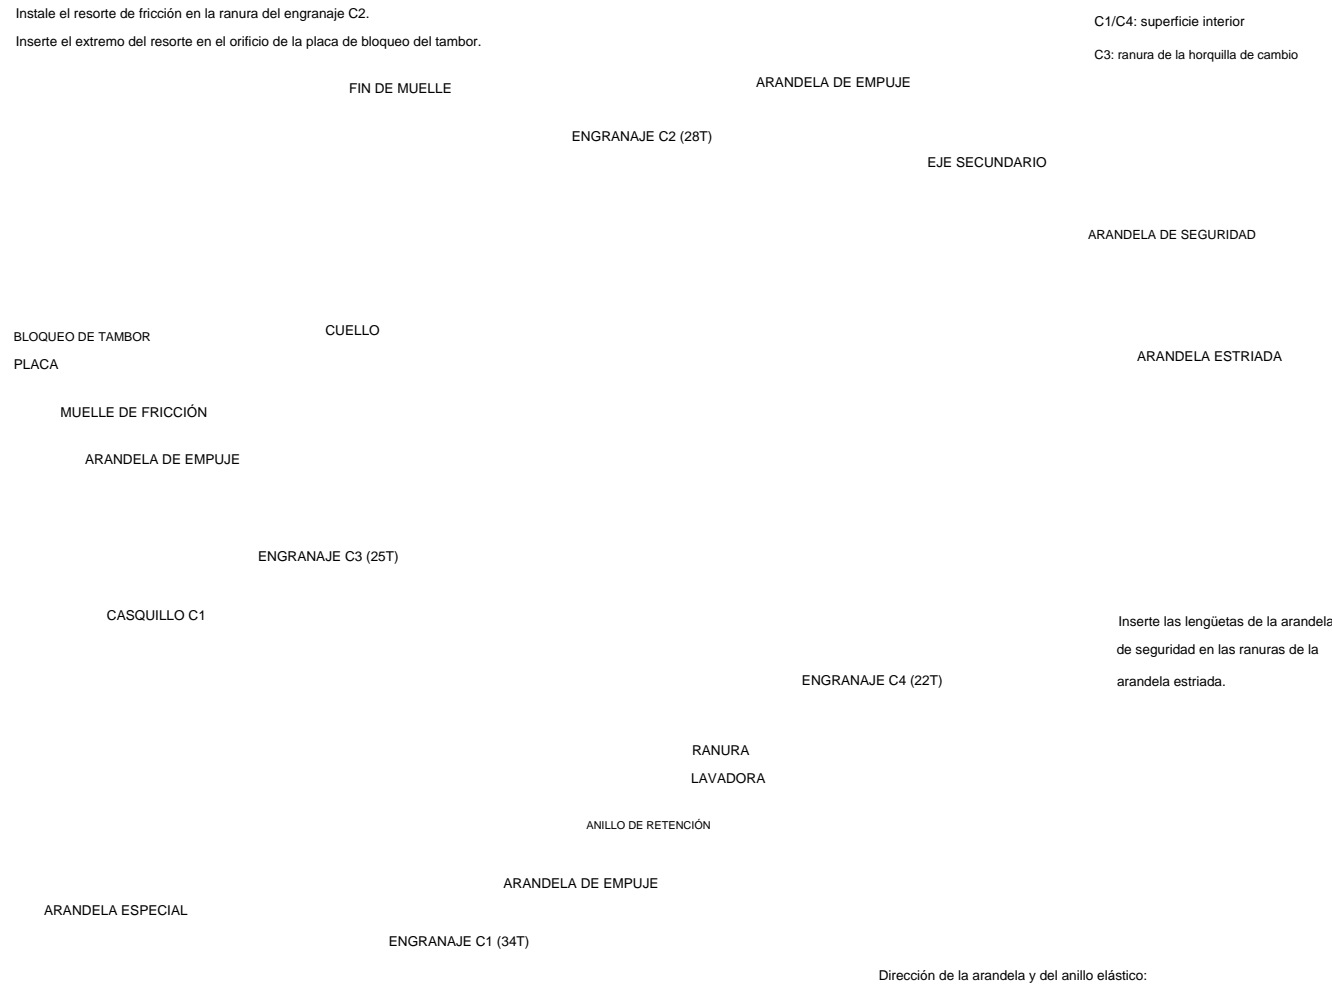 Instale el resorte de fricción en la ranura del engranaje C2.
Inserte el extremo del resorte en el orificio de la placa de bloqueo del tambor.
C1/C4: superficie interior
C3: ranura de la horquilla de cambio
FIN DE MUELLE
ARANDELA DE EMPUJE
ENGRANAJE C2 (28T)
EJE SECUNDARIO
ARANDELA DE SEGURIDAD
BLOQUEO DE TAMBOR
PLACA
CUELLO
ARANDELA ESTRIADA
MUELLE DE FRICCIÓN
ARANDELA DE EMPUJE
ENGRANAJE C3 (25T)
CASQUILLO C1
Inserte las lengüetas de la arandela
de seguridad en las ranuras de la
arandela estriada.
ENGRANAJE C4 (22T)
RANURA
LAVADORA
ANILLO DE RETENCIÓN
ARANDELA DE EMPUJE
ARANDELA ESPECIAL
ENGRANAJE C1 (34T)
Dirección de la arandela y del anillo elástico: